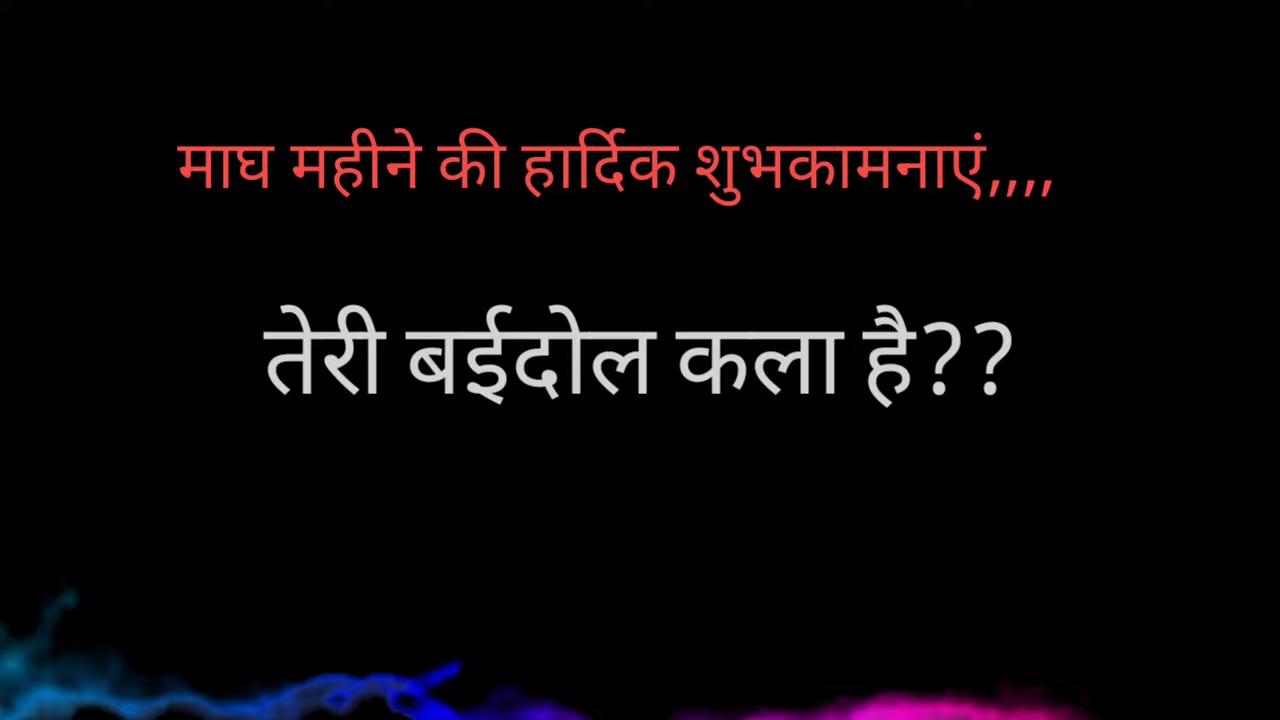 माघ महीने की हार्दिक शुभकामनाएं,,,,
तेरी बईदोल कला है??